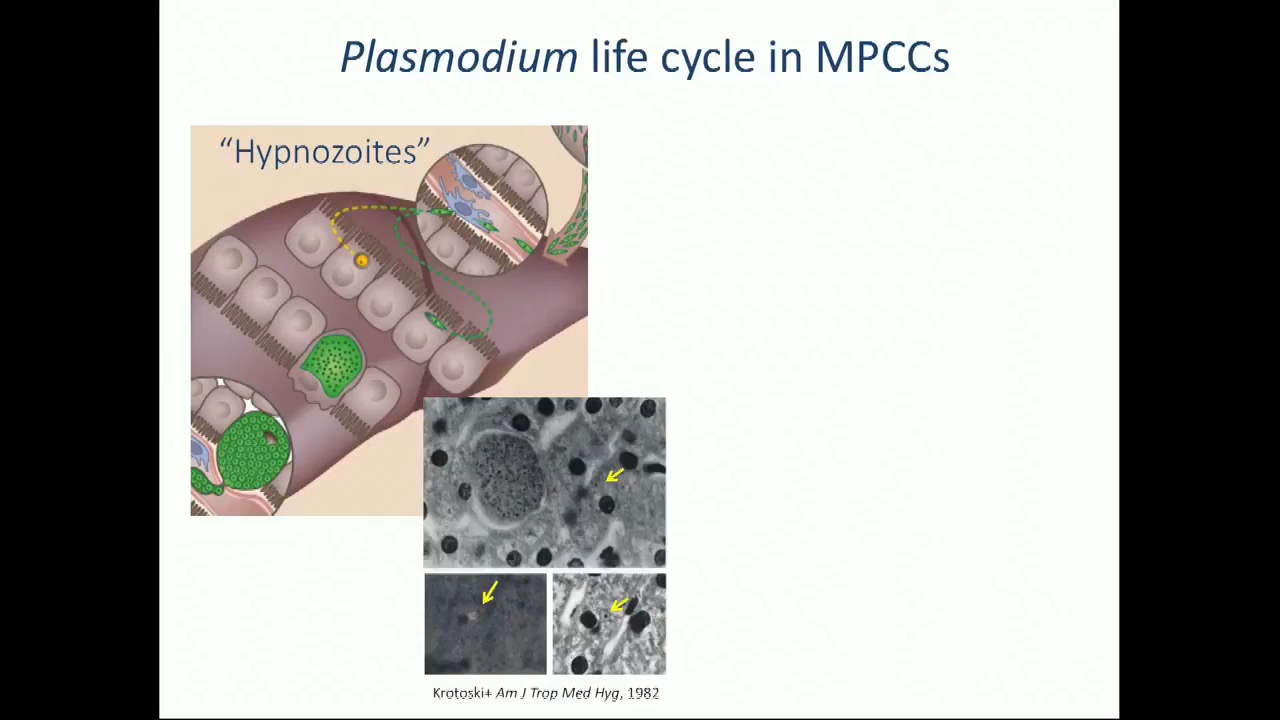 Plasmodium life cycle in MPCCs
“Hypnozoites”
Krotoski+ Am J Trop Med Hyg, 1982